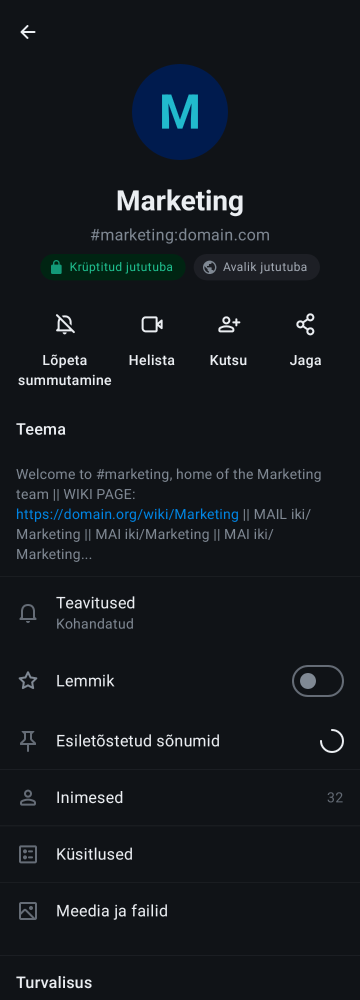 M
Marketing
#marketing:domain.com
Krüptitud jututuba
Avalik jututuba
Lõpeta
summutamine
Helista
Kutsu
Jaga
Teema
Welcome to #marketing, home of the Marketing
team || WIKI PAGE:
https://domain.org/wiki/Marketing || MAIL iki/
Marketing || MAI iki/Marketing || MAI iki/
Marketing...
Teavitused
Kohandatud
Lemmik
Esiletõstetud sõnumid
Inimesed 32
Küsitlused
Meedia ja failid
Turvalisus